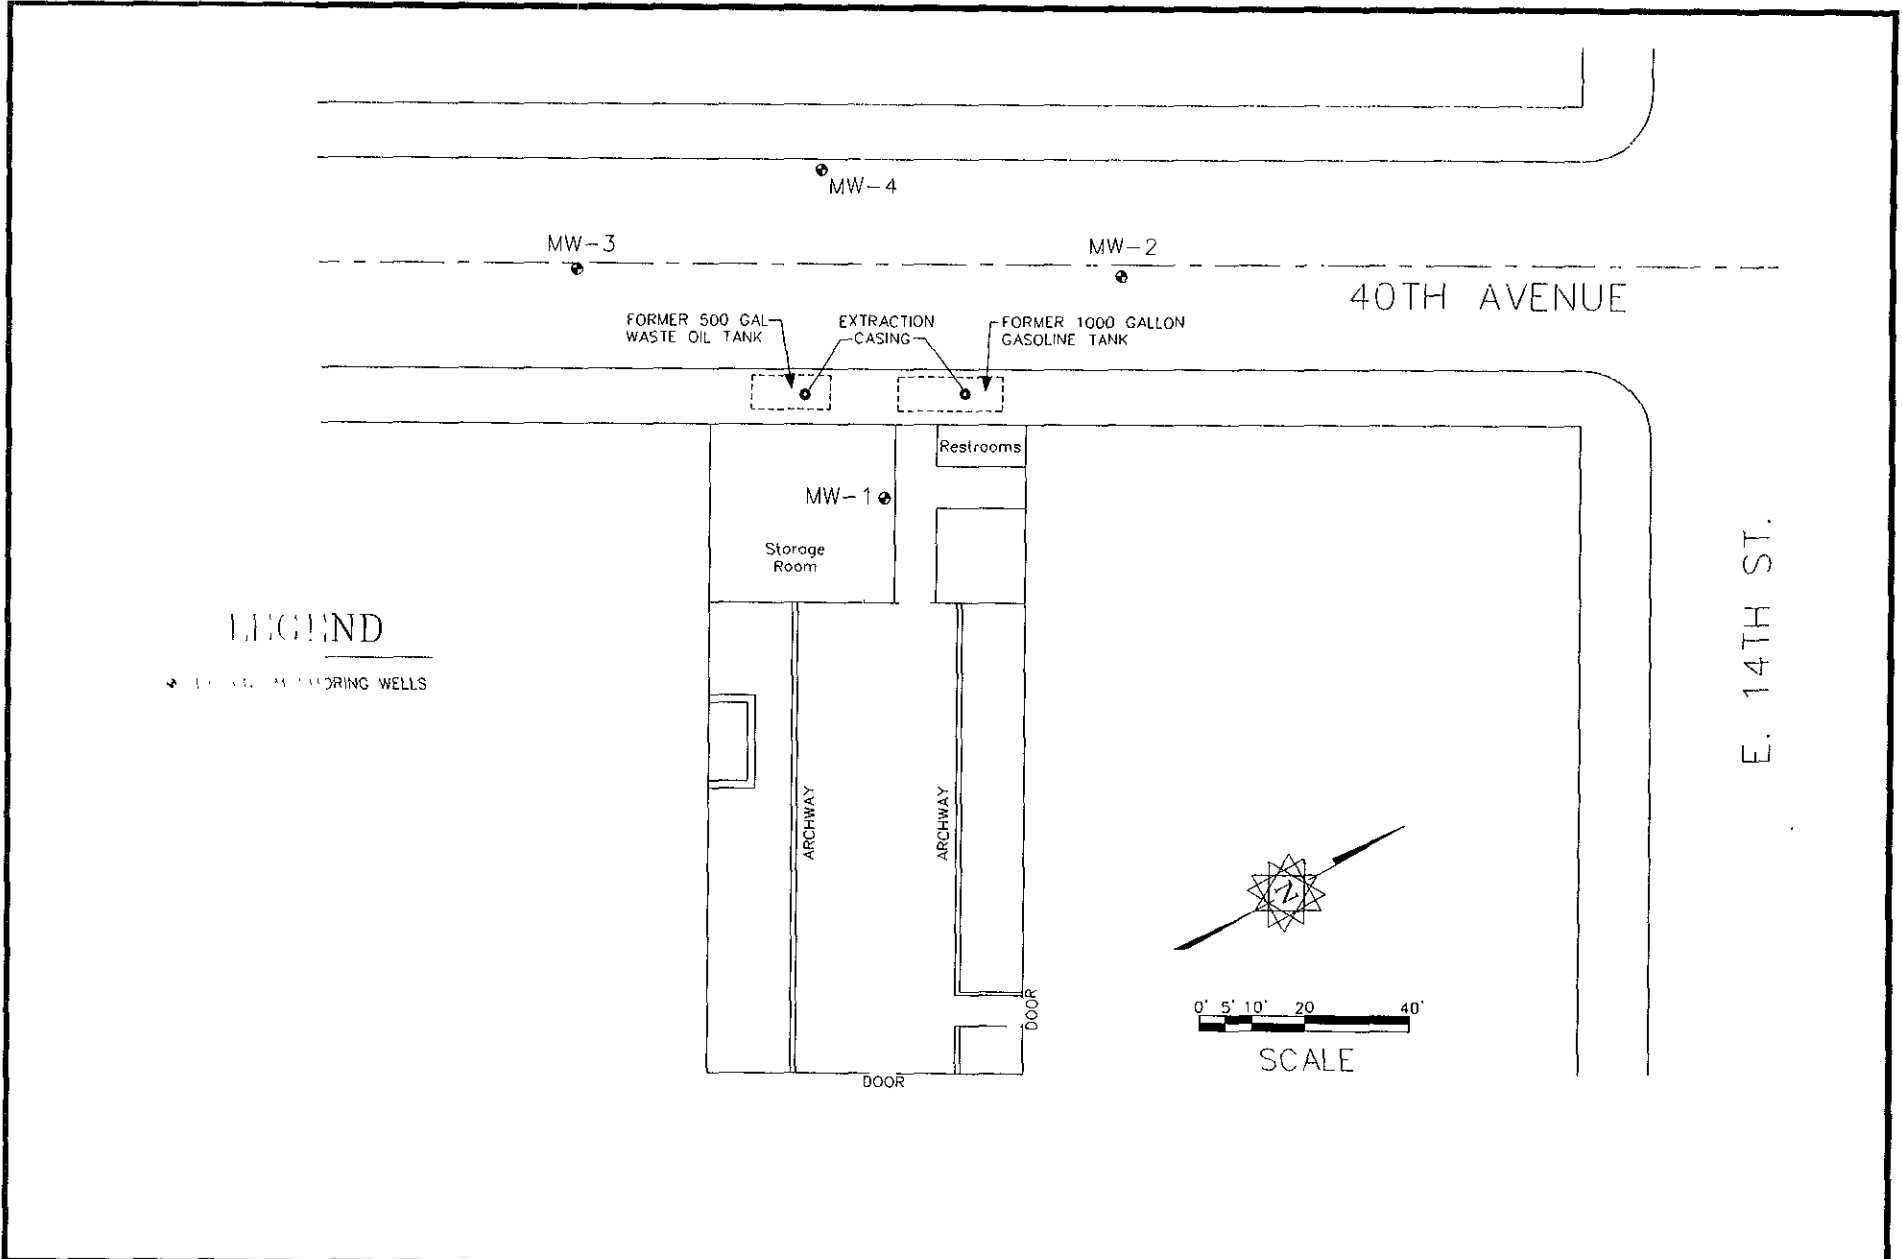 MW-4
MW-3
MW-2
40TH AVENUE
FORMER 500 GAL
WASTE OIL TANK
EXTRACTION
CASING
FORMER 1000 GALLON
GASOLINE TANK
Restrooms
MW-1
Storage
Room
E. 14TH ST.
LEGEND
WELLS
ARCHWAY
ARCHWAY
N
DOOR
0' 5' 10' 20 40'
SCALE
DOOR